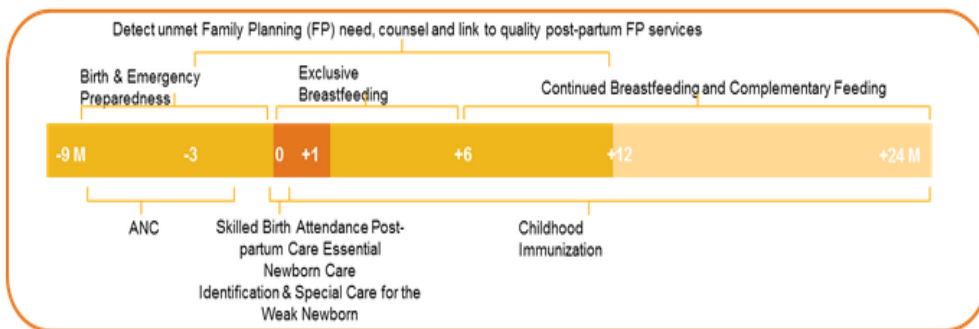 Detect unmet Family Planning (FP) need, counsel and link to quality post-partum FP services
Birth & Emergency
Preparedness
Exclusive
Breastfeeding
Continued Breastfeeding and Complementary Feeding
-9 M
-3
0
+1
+6
+12
+24 M
ANC
Skilled Birth Attendance Post-
partum Care Essential
Newborn Care
Identification & Special Care for the
Weak Newborn
Childhood
Immunization